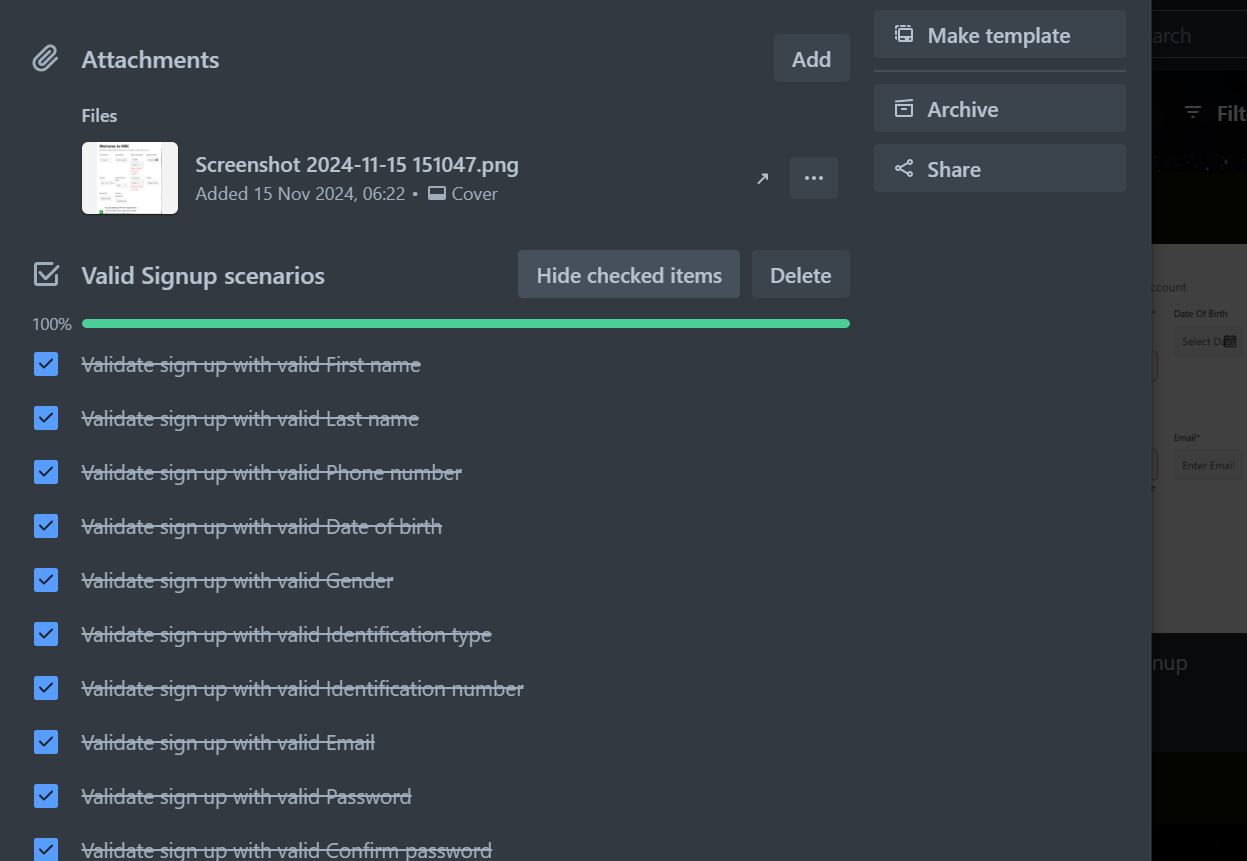 Attachments
Add
Files
Screenshot 2024-11-15 151047.png
Added 15 Nov 2024, 06:22 • Cover
Valid Signup scenarios
Hide checked items
Delete
100%
Validate sign up with valid First name
Validate sign up with valid Last name
Validate sign up with valid Phone number
Validate sign up with valid Date of birth
Validate sign up with valid Gender
Validate sign up with valid Identification type
Validate sign up with valid Identification number
Validate sign up with valid Email
Validate sign up with valid Password
Validate sign up with valid Confirm password
Make template
Archive
Share
arch
Filt
ccount
Date Of Birth
Select Da
Email*
Enter Email
nup